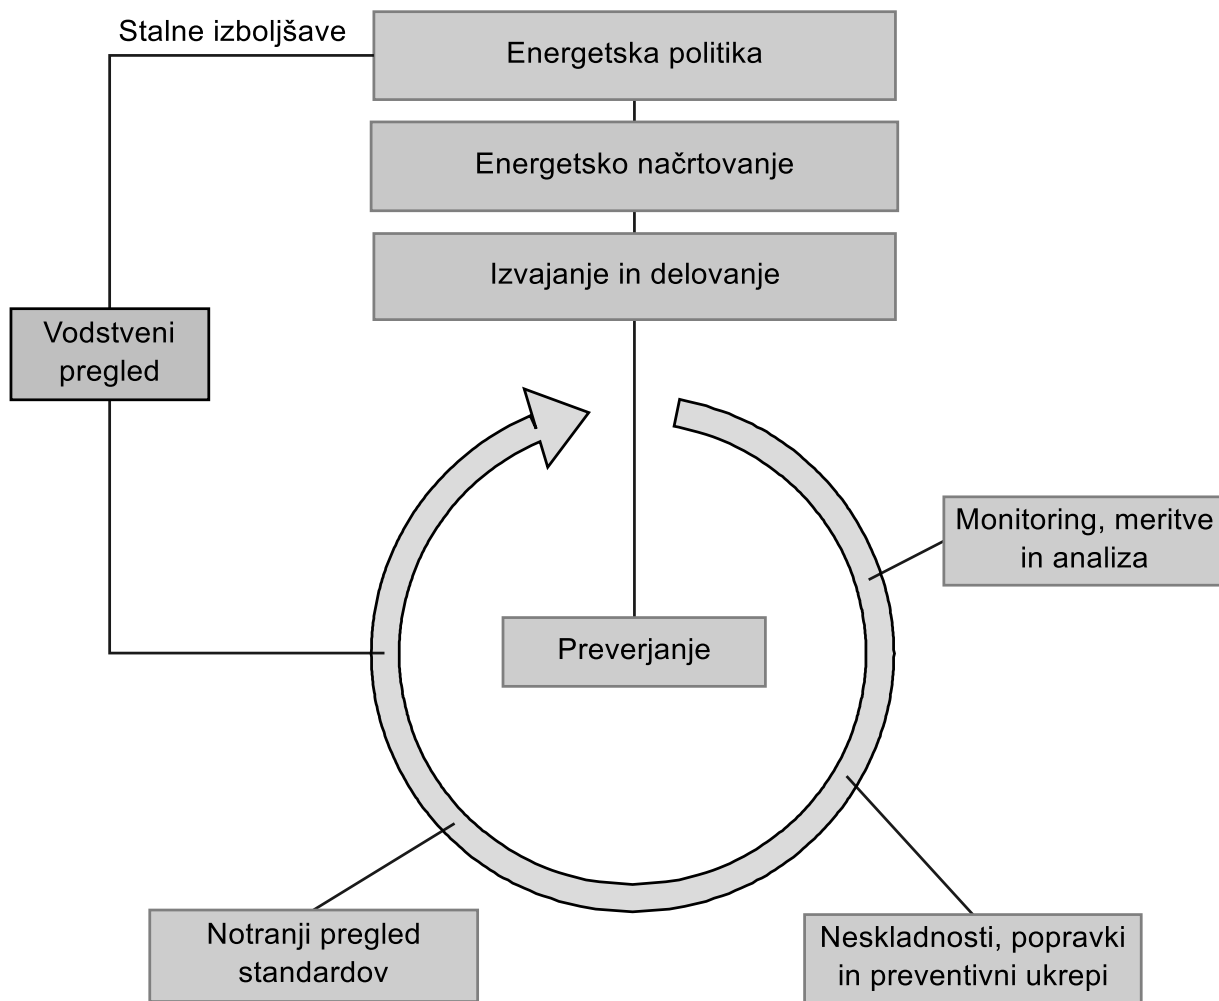 Stalne izboljšave
Energetska politika
Energetsko načrtovanje
Izvajanje in delovanje
Vodstveni
pregled
Monitoring, meritve
in analiza
Preverjanje
Notranji pregled
standardov
Neskladnosti, popravki
in preventivni ukrepi